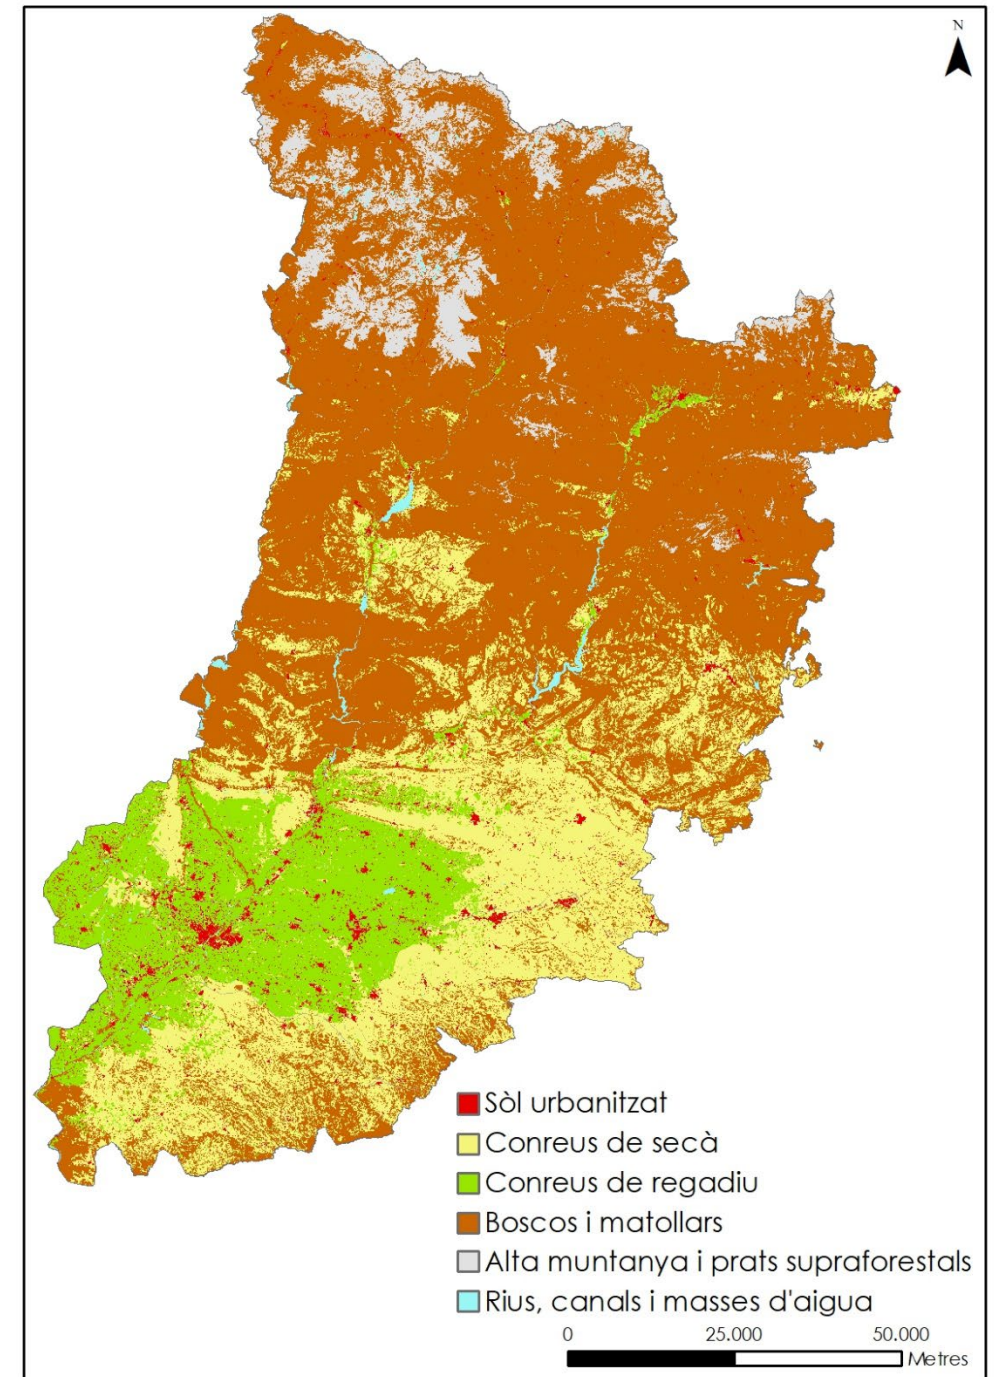 N
Sòl urbanitzat
Conreus de secà
Conreus de regadiu
Boscos i matollars
Alta muntanya i prats supraforestals
Rius, canals i masses d'aigua
0 25.000 50.000
Metres